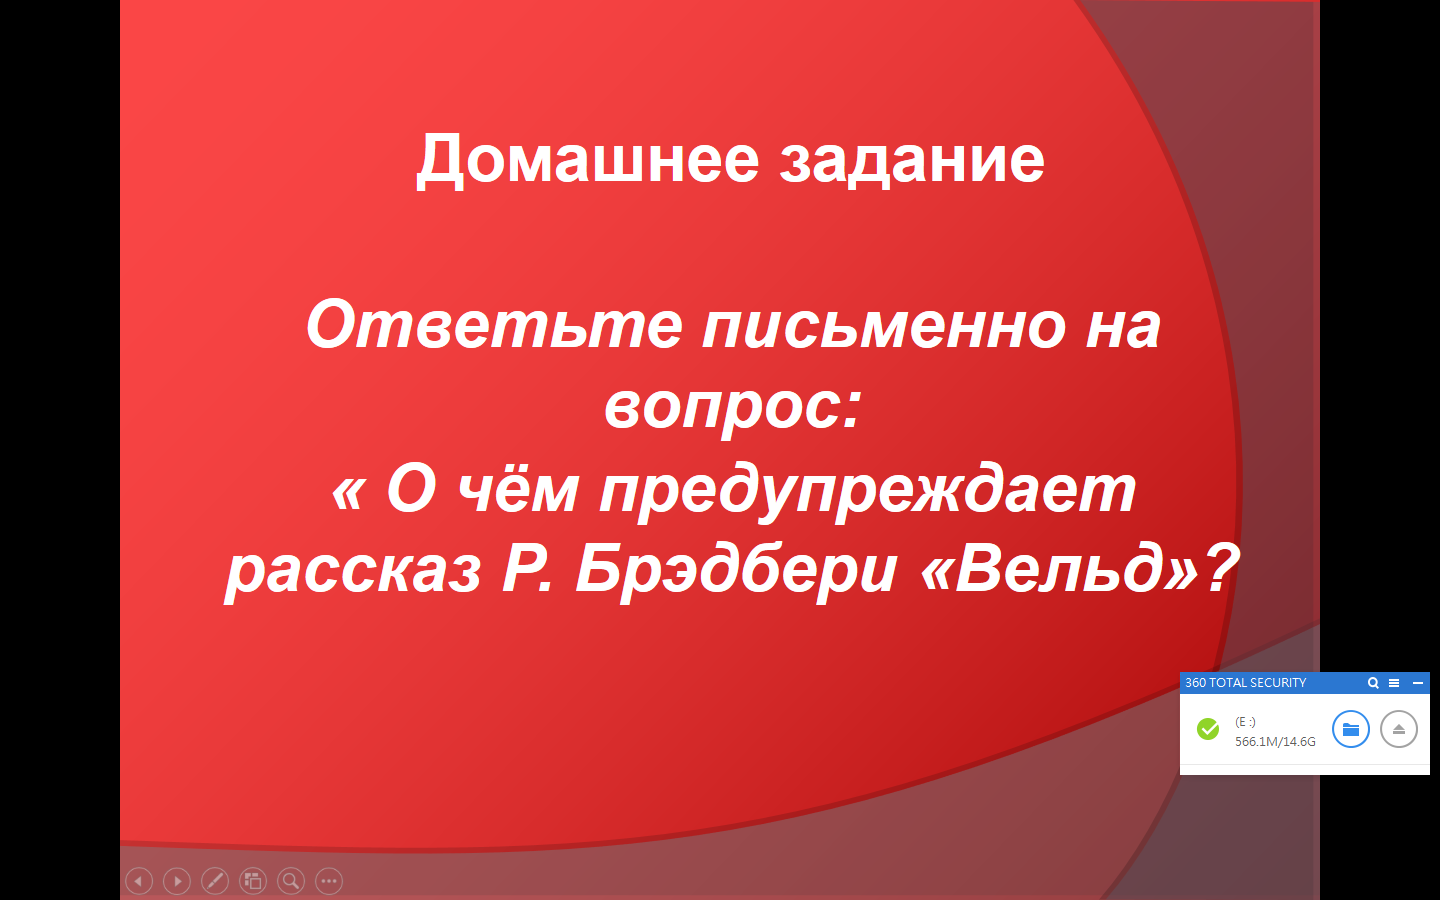 Домашнее задание
Ответьте письменно на
вопрос:
« О чём предупреждает
рассказ Р. Брэдбери «Вельд»?
360 TOTAL SECURITY
(E :)
566.1M/14.6G